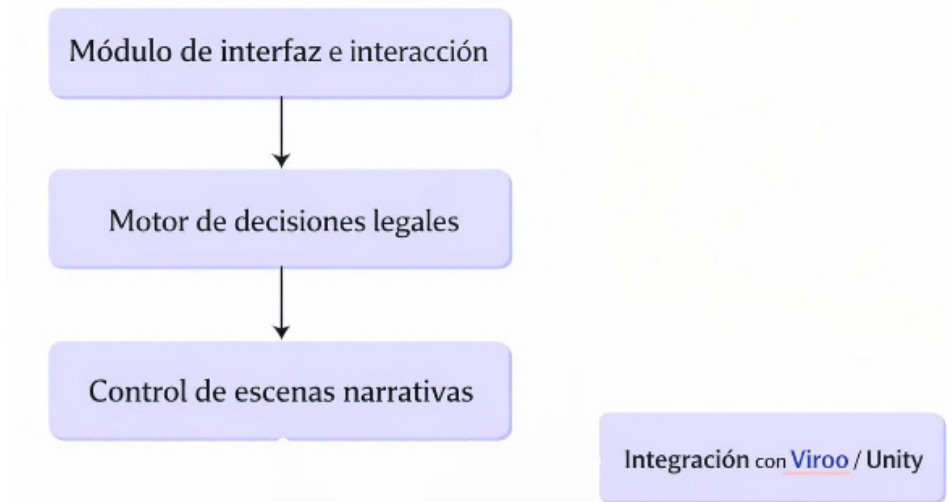 Módulo de interfaz e interacción
Motor de decisiones legales
Control de escenas narrativas
Integración con Viroo / Unity